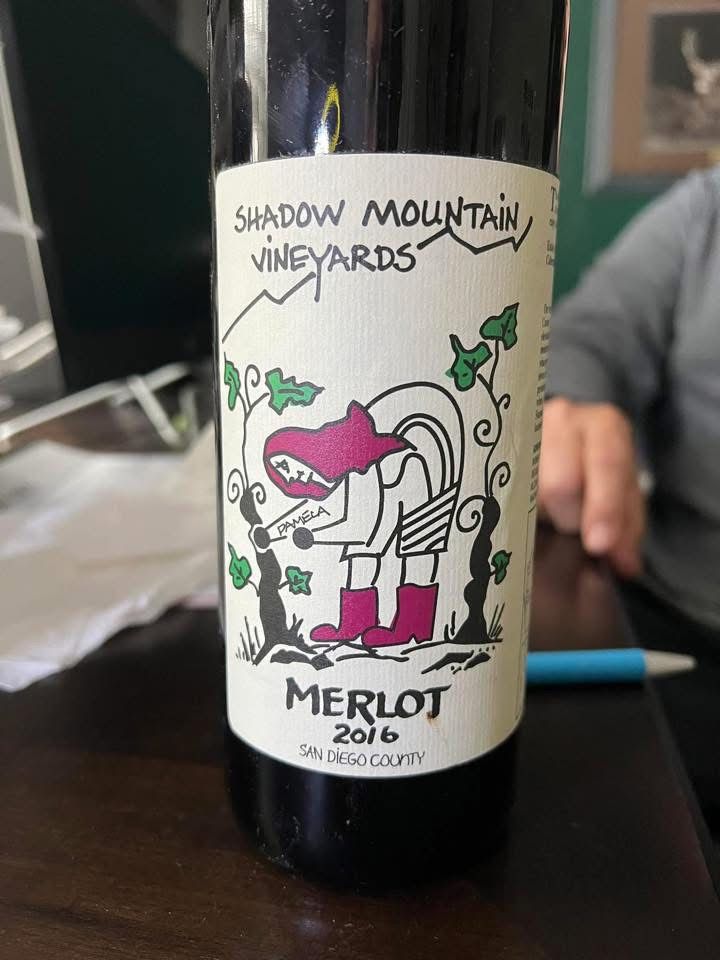 SHADOW MOUNTAIN
VINEYARDS
PAMELA
MERLOT
2016
SAN DIEGO COUNTY